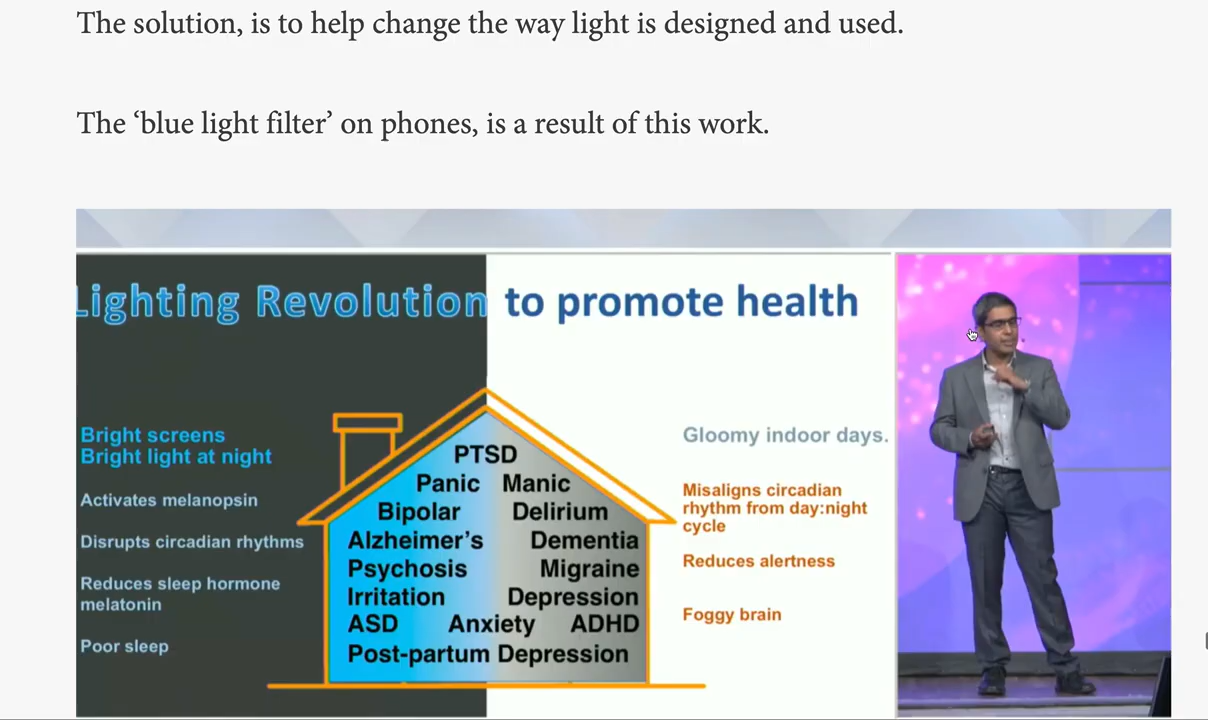 The solution, is to help change the way light is designed and used.
The ‘blue light filter’ on phones, is a result of this work.
Lighting Revolution to promote health
Bright screens
Bright light at night
Activates melanopsin
Disrupts circadian rhythms
Reduces sleep hormone
melatonin
Poor sleep
PTSD
Panic Manic
Bipolar Delirium
Alzheimer’s Dementia
Psychosis Migraine
Irritation Depression
ASD Anxiety ADHD
Post-partum Depression
Gloomy indoor days.
Misaligns circadian
rhythm from day:night
cycle
Reduces alertness
Foggy brain